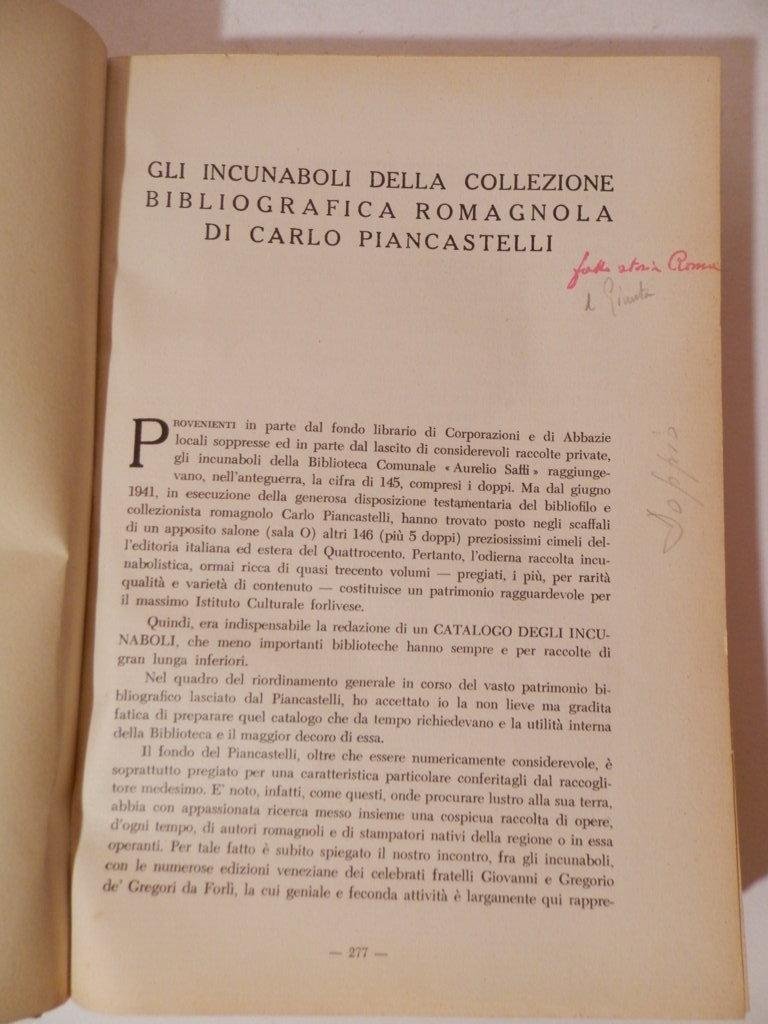 GLI INCUNABOLI DELLA COLLEZIONE
BIBLIOGRAFICA ROMAGNOLA
DI CARLO PIANCASTELLI
storia
Doppio
PROVENIENTI in parte dal fondo librario di Corporazioni e di Abbazie
locali soppresse ed in parte dal lascito di considerevoli raccolte private,
gli incunaboli della Biblioteca Comunale « Aurelio Saffi » raggiunge-
vano, nell'anteguerra, la cifra di 145, compresi i doppi. Ma dal giugno
1941, in esecuzione della generosa disposizione testamentaria del bibliofilo e
collezionista romagnolo Carlo Piancastelli, hanno trovato posto negli scaffali
di un apposito salone (sala O) altri 146 (più 5 doppi) preziosissimi cimeli del-
l'editoria italiana ed estera del Quattrocento. Pertanto, l'odierna raccolta incu-
nabolistica, ormai ricca di quasi trecento volumi — pregiati, i più, per rarità
qualità e varietà di contenuto — costituisce un patrimonio ragguardevole per
il massimo Istituto Culturale forlivese.
Quindi, era indispensabile la redazione di un CATALOGO DEGLI INCU-
NABOLI, che meno importanti biblioteche hanno sempre e per raccolte di
gran lunga inferiori.
Nel quadro del riordinamento generale in corso del vasto patrimonio bi-
bliografico lasciato dal Piancastelli, ho accettato io la non lieve ma gradita
fatica di preparare quel catalogo che da tempo richiedevano e la utilità interna
della Biblioteca e il maggior decoro di essa.
Il fondo del Piancastelli, oltre che essere numericamente considerevole, è
soprattutto pregiato per una caratteristica particolare conferitagli dal raccogli-
tore medesimo. E' noto, infatti, come questi, onde procurare lustro alla sua terra,
abbia con appassionata ricerca messo insieme una cospicua raccolta di opere,
d'ogni tempo, di autori romagnoli e di stampatori nativi della regione o in essa
operanti. Per tale fatto è subito spiegato il nostro incontro, fra gli incunaboli,
con le numerose edizioni veneziane dei celebrati fratelli Giovanni e Gregorio
de' Gregori da Forlì, la cui geniale e feconda attività è largamente qui rappre-
— 277 —